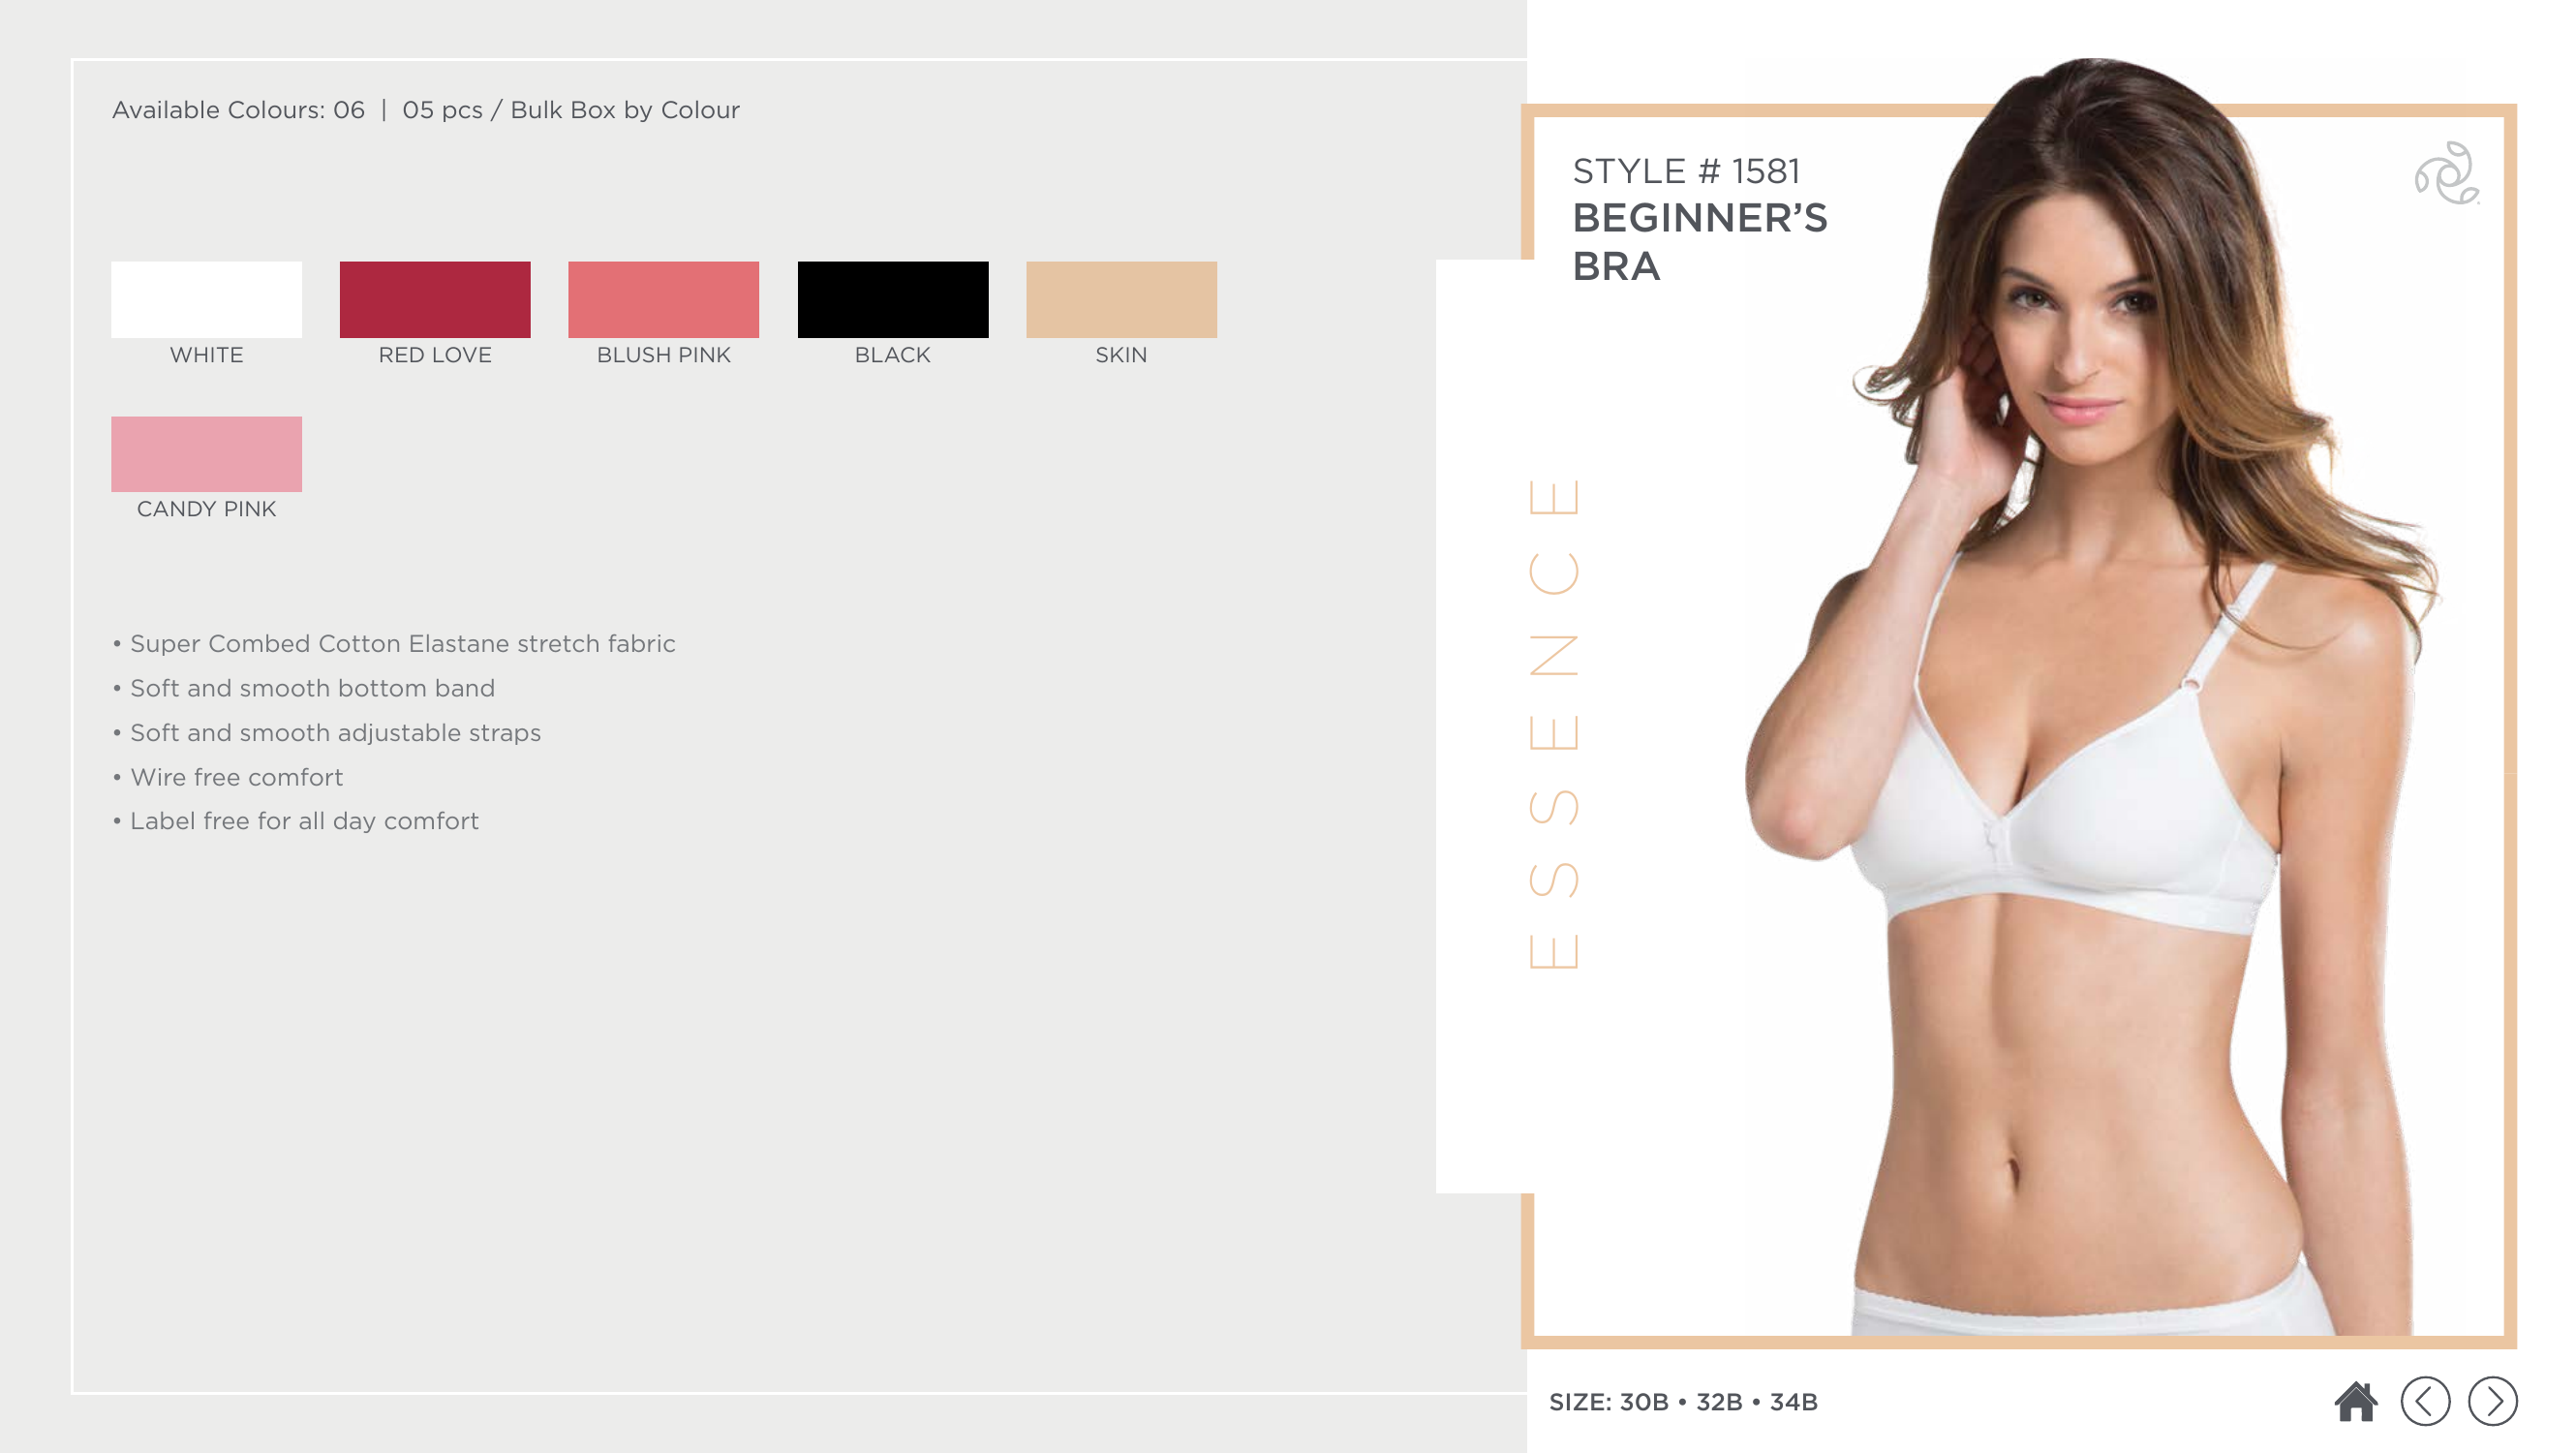 Available Colours: 06 | 05 pcs / Bulk Box by Colour
WHITE
RED LOVE
BLUSH PINK
BLACK
SKIN
CANDY PINK
• Super Combed Cotton Elastane stretch fabric
• Soft and smooth bottom band
• Soft and smooth adjustable straps
• Wire free comfort
• Label free for all day comfort
STYLE # 1581
BEGINNER’S
BRA
ESSENCE
SIZE: 30B • 32B • 34B